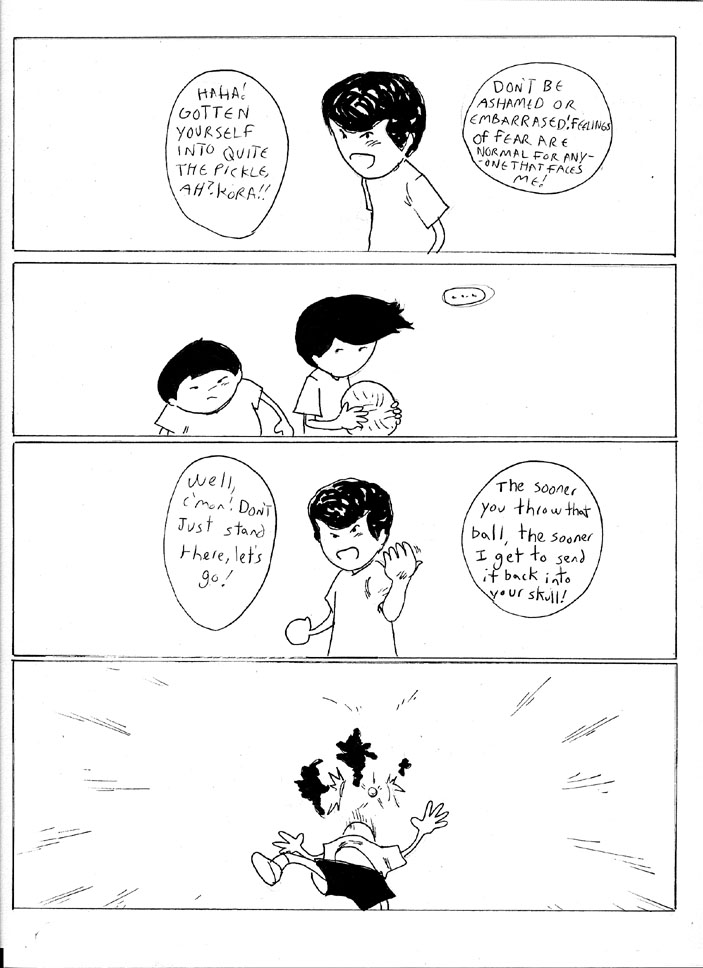 HAHA!
GOTTEN
YOURSELF
INTO QUITE
THE PICKLE,
AH? KORA!!
DON'T BE
ASHAMED OR
EMBARRASED! FEELINGS
OF FEAR ARE
NORMAL FOR ANY-
-ONE THAT FACES
ME!
....
Well,
c'mon! Don't
Just stand
there, let's
go!
The sooner
you throw that
ball, the sooner
I get to send
it back into
your skull!